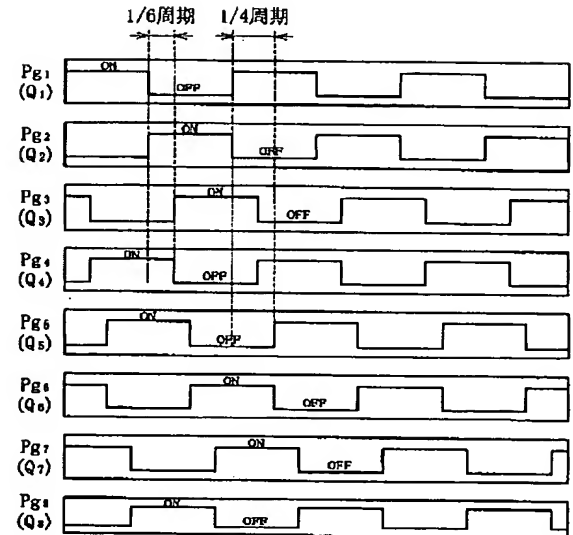 1/6周期 1/4周期
Pg1 ON OFF
(Q1)
Pg2 ON OFF
(Q2)
Pg3 ON OFF
(Q3)
Pg4 ON OFF
(Q4)
Pg5 ON OFF
(Q5)
Pg6 ON OFF
(Q6)
Pg7 ON OFF
(Q7)
Pg8 ON OFF
(Q8)